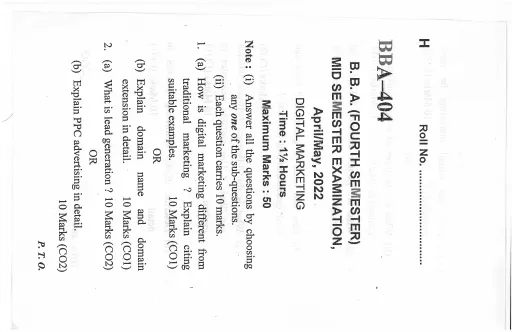 H Roll No. ........................................
BBA–404
B. B. A. (FOURTH SEMESTER)
MID SEMESTER EXAMINATION,
April/May, 2022
DIGITAL MARKETING
Time : 1½ Hours
Maximum Marks : 50
Note : (i) Answer all the questions by choosing
any one of the sub-questions.
(ii) Each question carries 10 marks.
1. (a) How is digital marketing different from
traditional marketing ? Explain citing
suitable examples. 10 Marks (CO1)
OR
(b) Explain domain name and domain
extension in detail. 10 Marks (CO1)
2. (a) What is lead generation ? 10 Marks (CO2)
OR
(b) Explain PPC advertising in detail.
10 Marks (CO2)
P. T. O.